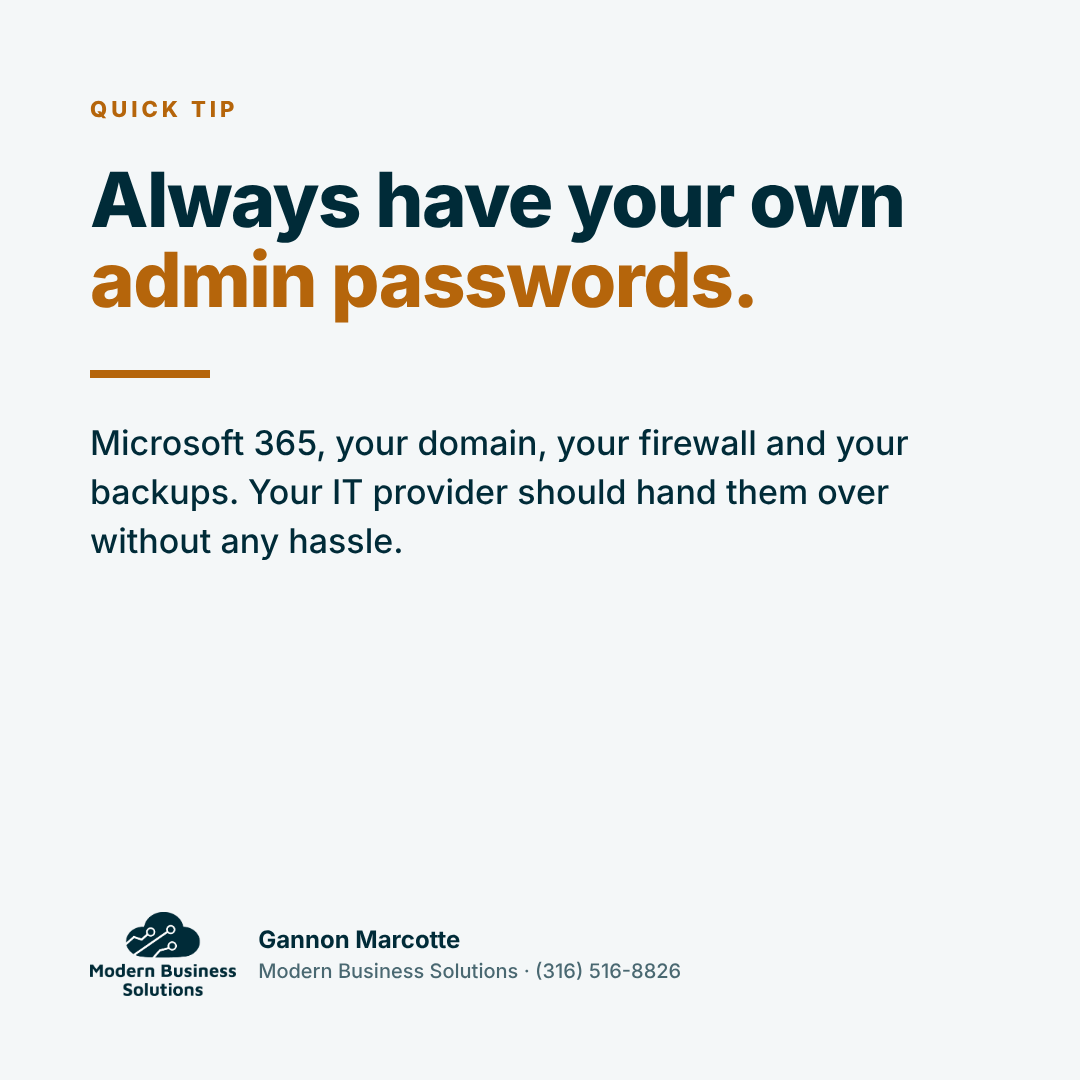 QUICK TIP
Always have your own
admin passwords.
Microsoft 365, your domain, your firewall and your
backups. Your IT provider should hand them over
without any hassle.
Modern Business
Solutions
Gannon Marcotte
Modern Business Solutions · (316) 516-8826